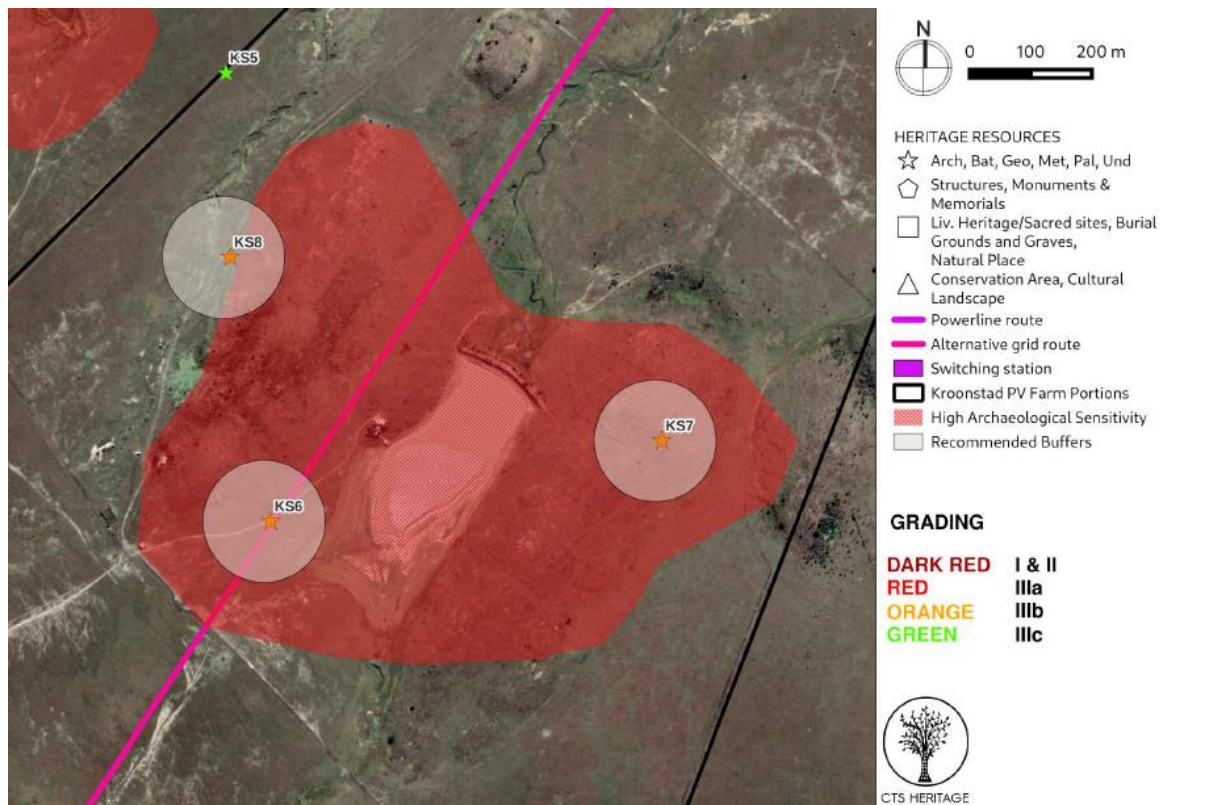 KS5
KS8
KS7
KS6
N
0 100 200 m
HERITAGE RESOURCES
Arch, Bat, Geo, Met, Pal, Und
Structures, Monuments &
Memorials
Liv. Heritage/Sacred sites, Burial
Grounds and Graves,
Natural Place
Conservation Area, Cultural
Landscape
Powerline route
Alternative grid route
Switching station
Kroonstad PV Farm Portions
High Archaeological Sensitivity
Recommended Buffers
GRADING
DARK RED I & II
RED IIIa
ORANGE IIIb
GREEN IIIc
CTS HERITAGE